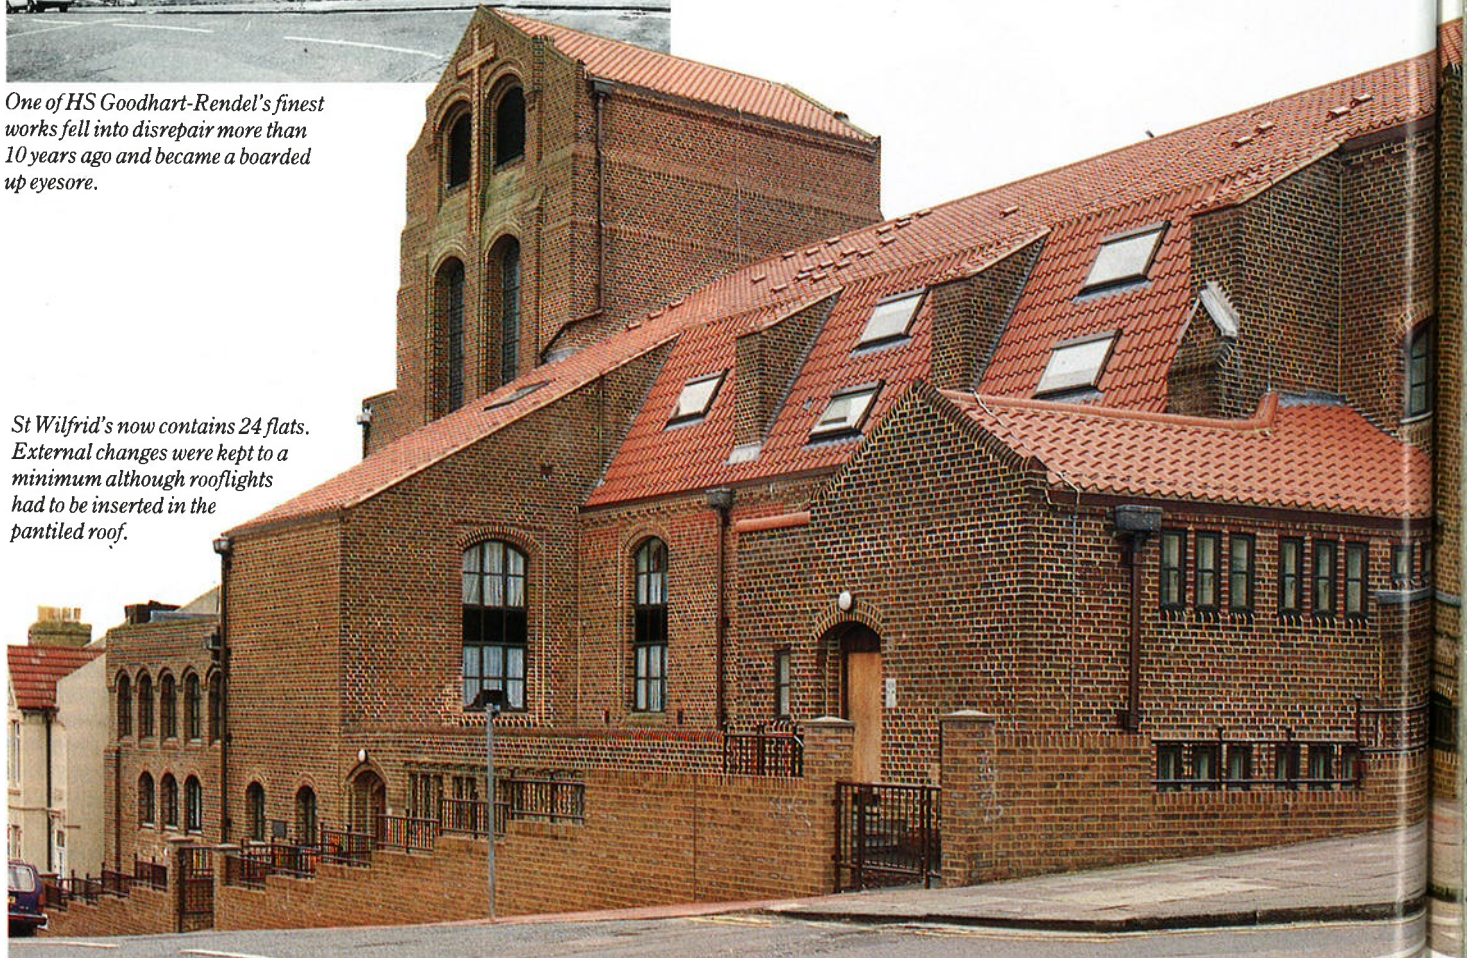 One of HS Goodhart-Rendel's finest
works fell into disrepair more than
10 years ago and became a boarded
up eyesore.
St Wilfrid's now contains 24 flats.
External changes were kept to a
minimum although rooflights
had to be inserted in the
pantiled roof.